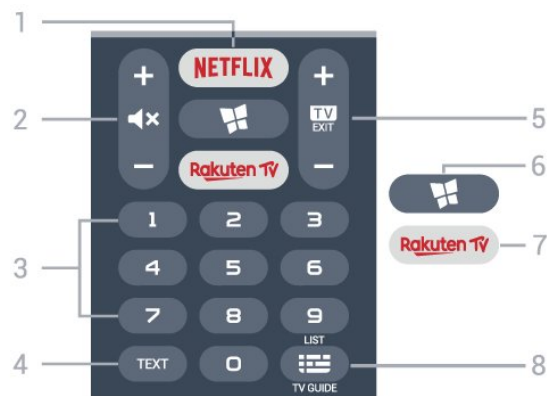 1
NETFLIX
+ +
2
TV
EXIT
5
- -
6
Rakuten TV
Rakuten TV
7
1 2 3
3
4 5 6
7 8 9
LIST
4
TEXT 0
8
TV GUIDE